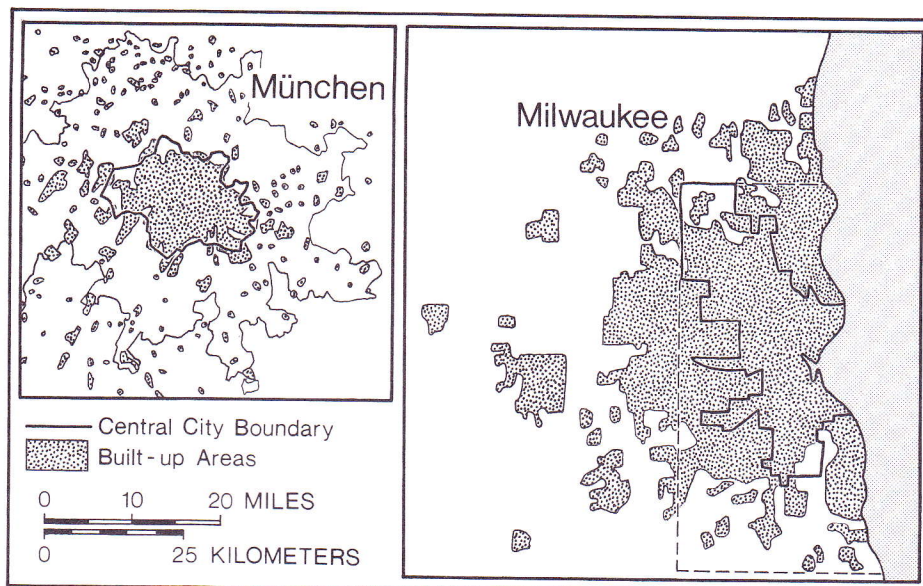 München
Milwaukee
Central City Boundary
Built-up Areas
0 10 20 MILES
0 25 KILOMETERS